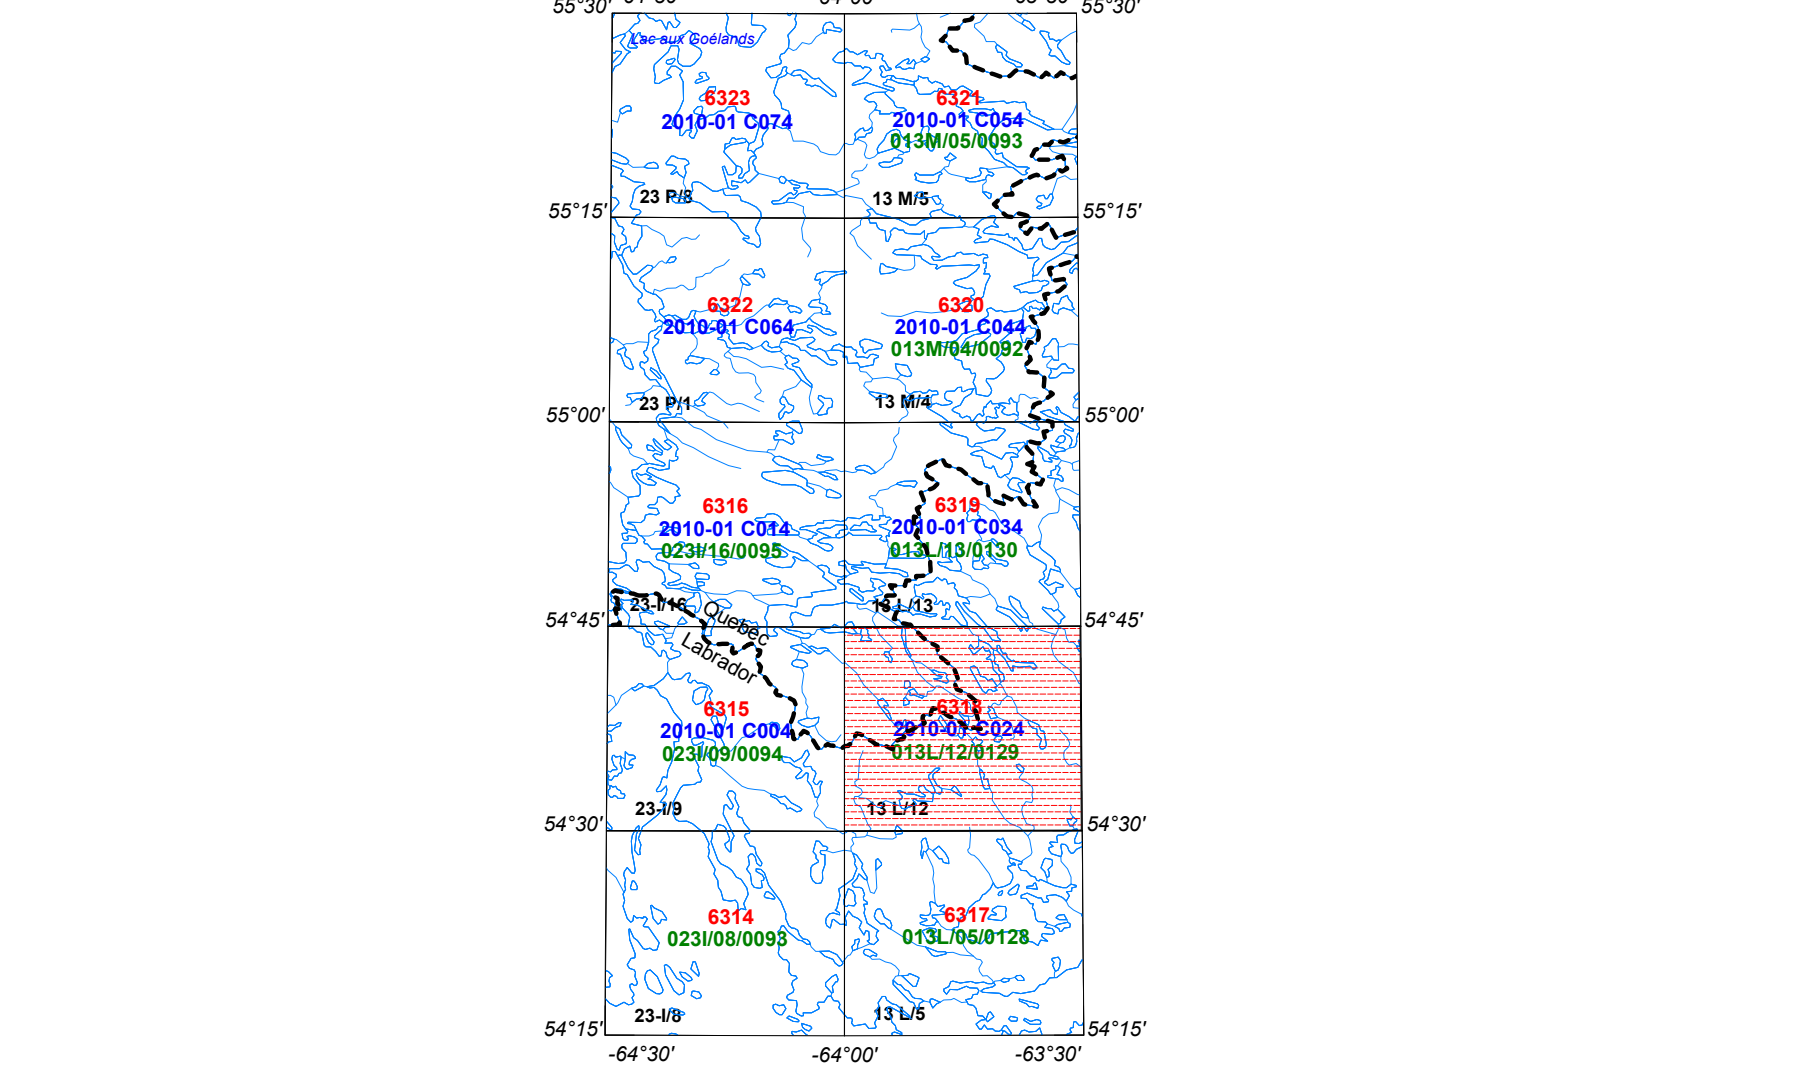 55°30'
55°30'
Lac aux Goélands
6323
2010-01 C074
6321
2010-01 C054
013M/05/0093
23 P/8
13 M/5
55°15'
55°15'
6322
2010-01 C064
6320
2010-01 C044
013M/04/0092
23 P/1
13 M/4
55°00'
55°00'
6316
2010-01 C014
023I/16/0095
6319
2010-01 C034
013L/13/0130
23-I/16
13 L/13
54°45'
54°45'
Quebec
Labrador
6315
2010-01 C004
023I/09/0094
6318
2010-01 C024
013L/12/0129
23-I/9
13 L/12
54°30'
54°30'
6314
023I/08/0093
6317
013L/05/0128
23-I/8
13 L/5
54°15'
54°15'
-64°30'
-64°00'
-63°30'